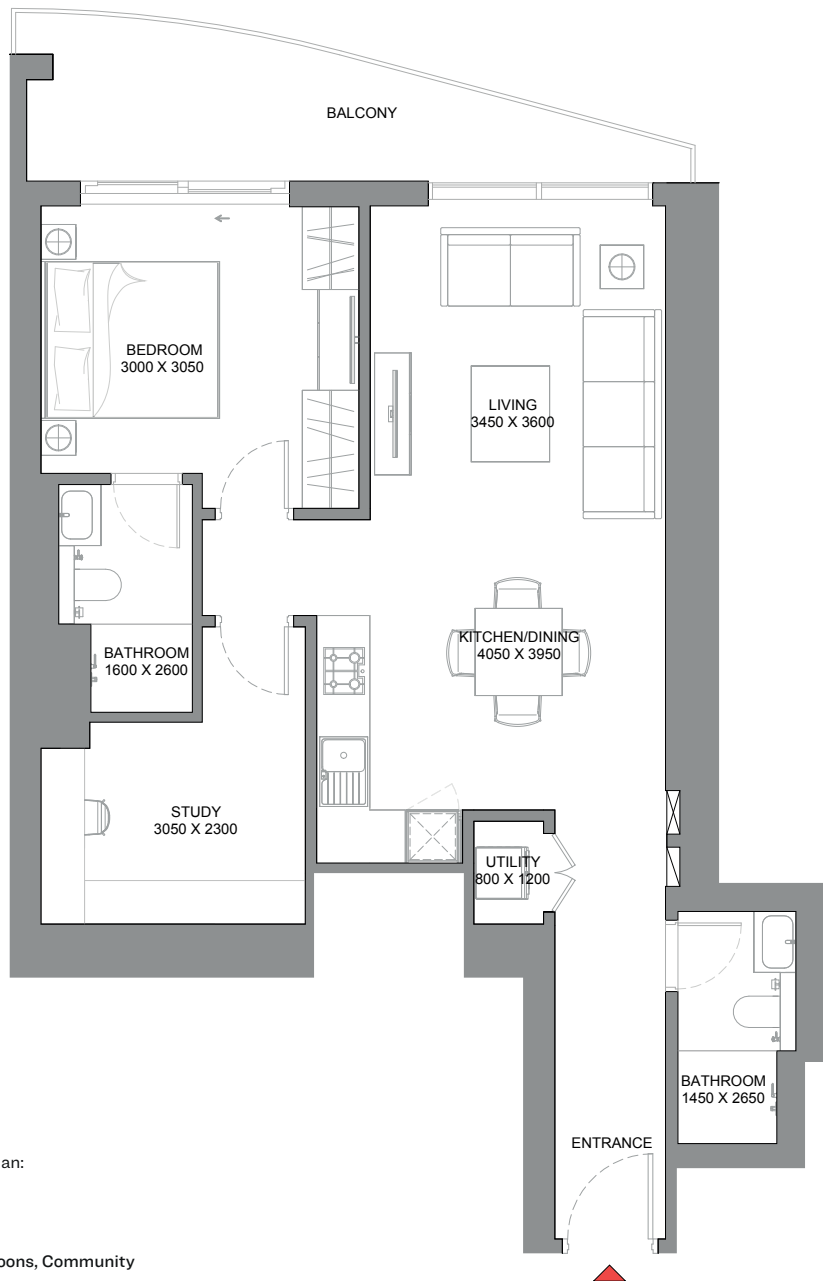 BALCONY
BEDROOM
3000 X 3050
LIVING
3450 X 3600
KITCHEN/DINING
4050 X 3950
BATHROOM
1600 X 2600
STUDY
3050 X 2300
UTILITY
800 X 1200
BATHROOM
1450 X 2650
ENTRANCE
an:
oons, Community